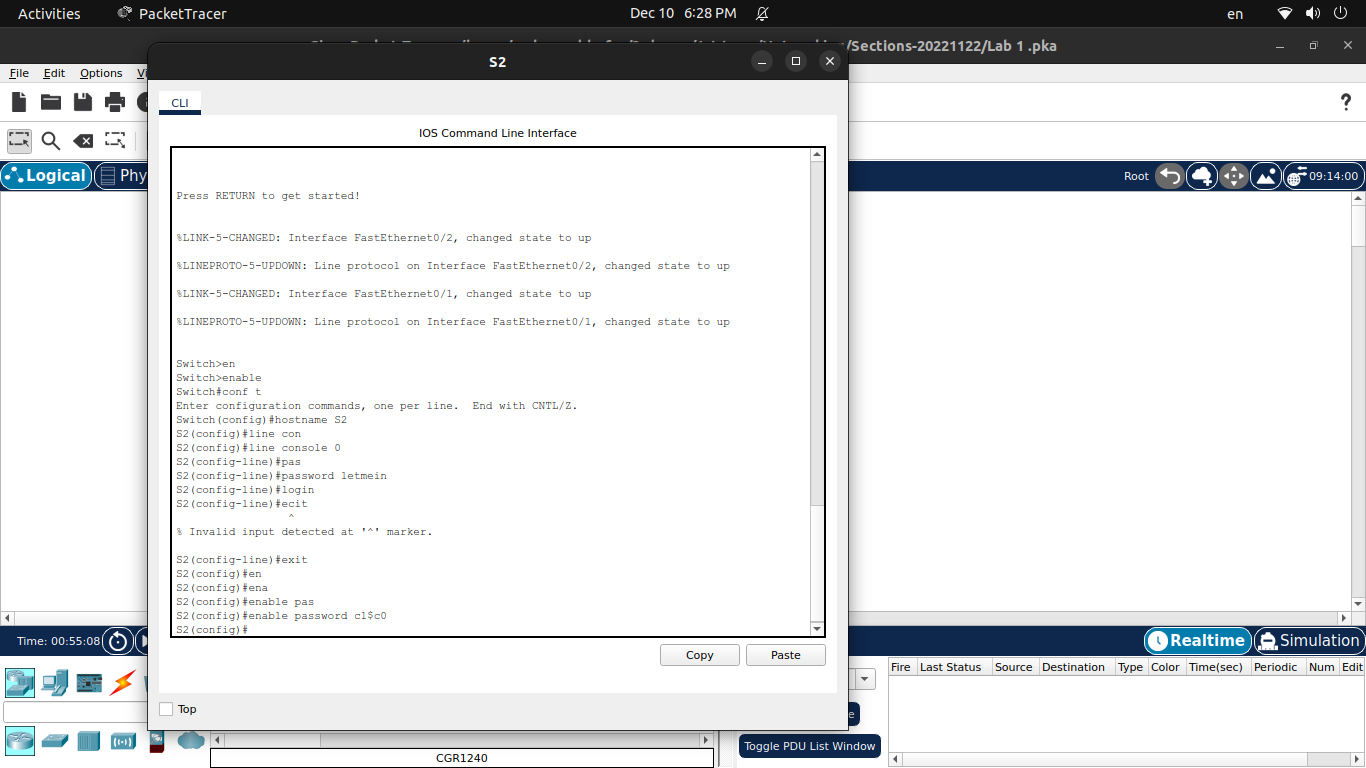 Activities
PacketTracer
Dec 10 6:28 PM
en
/Sections-20221122/Lab 1 .pka
S2
File Edit Options
CLI
IOS Command Line Interface
Logical
Root
09:14:00
Press RETURN to get started!
%LINK-5-CHANGED: Interface FastEthernet0/2, changed state to up
%LINEPROTO-5-UPDOWN: Line protocol on Interface FastEthernet0/2, changed state to up
%LINK-5-CHANGED: Interface FastEthernet0/1, changed state to up
%LINEPROTO-5-UPDOWN: Line protocol on Interface FastEthernet0/1, changed state to up
Switch>en
Switch>enable
Switch#conf t
Enter configuration commands, one per line.  End with CNTL/Z.
Switch(config)#hostname S2
S2(config)#line con
S2(config)#line console 0
S2(config-line)#pas
S2(config-line)#password letmein
S2(config-line)#login
S2(config-line)#ecit
^
% Invalid input detected at '^' marker.
S2(config-line)#exit
S2(config)#en
S2(config)#ena
S2(config)#enable pas
S2(config)#enable password c1$c0
S2(config)#
Time: 00:55:08
Realtime
Simulation
Copy
Paste
Fire Last Status Source Destination Type Color Time(sec) Periodic Num Edit
Top
Toggle PDU List Window
CGR1240